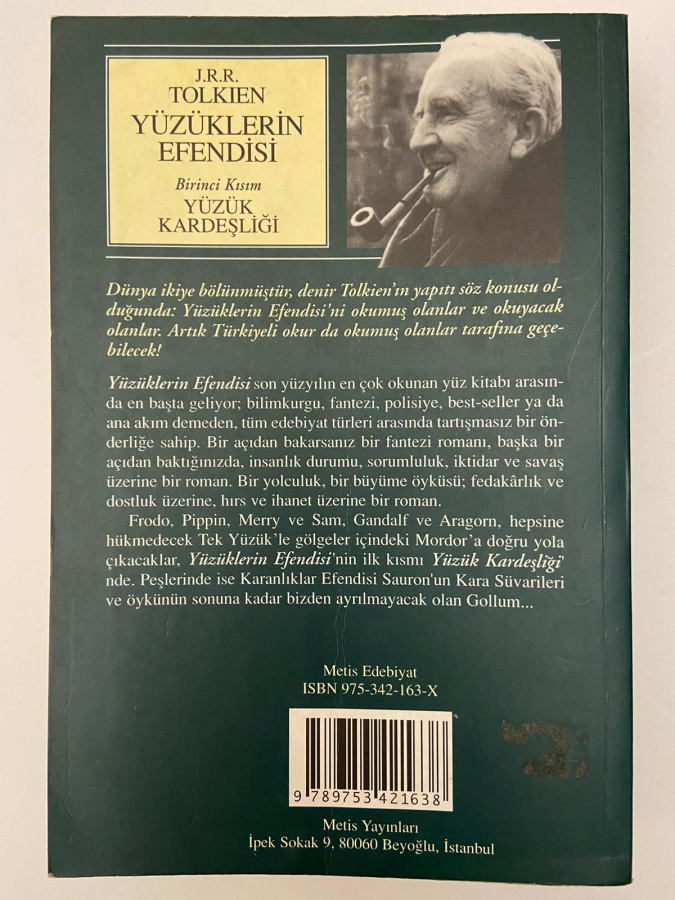 J.R.R.
TOLKIEN
YÜZÜKLERİN
EFENDİSİ
Birinci Kısım
YÜZÜK
KARDEŞLİĞİ
Dünya ikiye bölünmüştür, denir Tolkien'ın yapıtı söz konusu ol-
duğunda: Yüzüklerin Efendisi'ni okumuş olanlar ve okuyacak
olanlar. Artık Türkiyeli okur da okumuş olanlar tarafına geçe-
bilecek!
Yüzüklerin Efendisi son yüzyılın en çok okunan yüz kitabı arasın-
da en başta geliyor; bilimkurgu, fantezi, polisiye, best-seller ya da
ana akım demeden, tüm edebiyat türleri arasında tartışmasız bir ön-
derliğe sahip. Bir açıdan bakarsanız bir fantezi romanı, başka bir
açıdan baktığınızda, insanlık durumu, sorumluluk, iktidar ve savaş
üzerine bir roman. Bir yolculuk, bir büyüme öyküsü; fedakârlık ve
dostluk üzerine, hırs ve ihanet üzerine bir roman.
Frodo, Pippin, Merry ve Sam, Gandalf ve Aragorn, hepsine
hükmedecek Tek Yüzük'le gölgeler içindeki Mordor'a doğru yola
çıkacaklar, Yüzüklerin Efendisi'nin ilk kısmı Yüzük Kardeşliği'
nde. Peşlerinde ise Karanlıklar Efendisi Sauron'un Kara Süvarileri
ve öykünün sonuna kadar bizden ayrılmayacak olan Gollum...
Metis Edebiyat
ISBN 975-342-163-X
9 789753 421638
Metis Yayınları
İpek Sokak 9, 80060 Beyoğlu, İstanbul